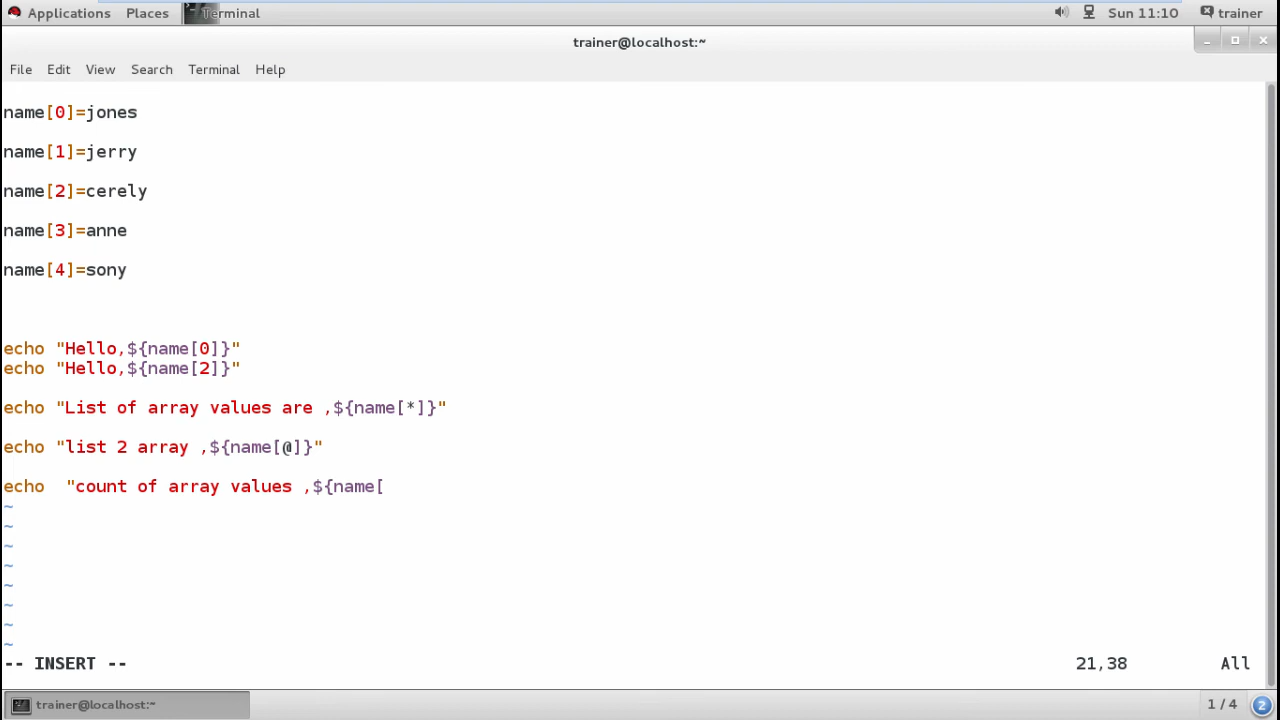 Applications Places Terminal Sun 11:10 trainer
trainer@localhost:~
File Edit View Search Terminal Help
name[0]=jones
name[1]=jerry
name[2]=cerely
name[3]=anne
name[4]=sony
echo "Hello,${name[0]}"
echo "Hello,${name[2]}"
echo "List of array values are ,${name[*]}"
echo "list 2 array ,${name[@]}"
echo  "count of array values ,${name[
~
~
~
~
~
~
~
~
-- INSERT -- 21,38 All
trainer@localhost:~ 1 / 4 2